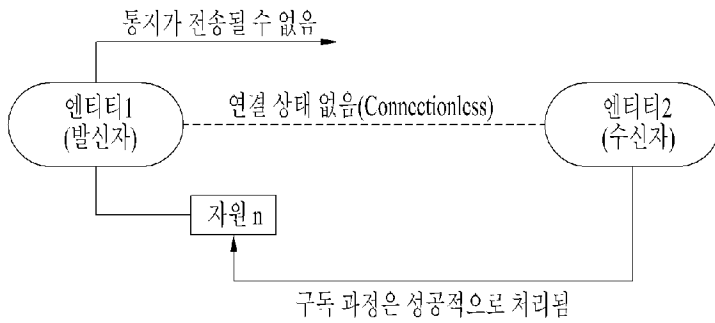 통지가 전송될 수 없음
엔티티1
(발신자)
연결 상태 없음(Connectionless)
엔티티2
(수신자)
자원 n
구독 과정은 성공적으로 처리됨